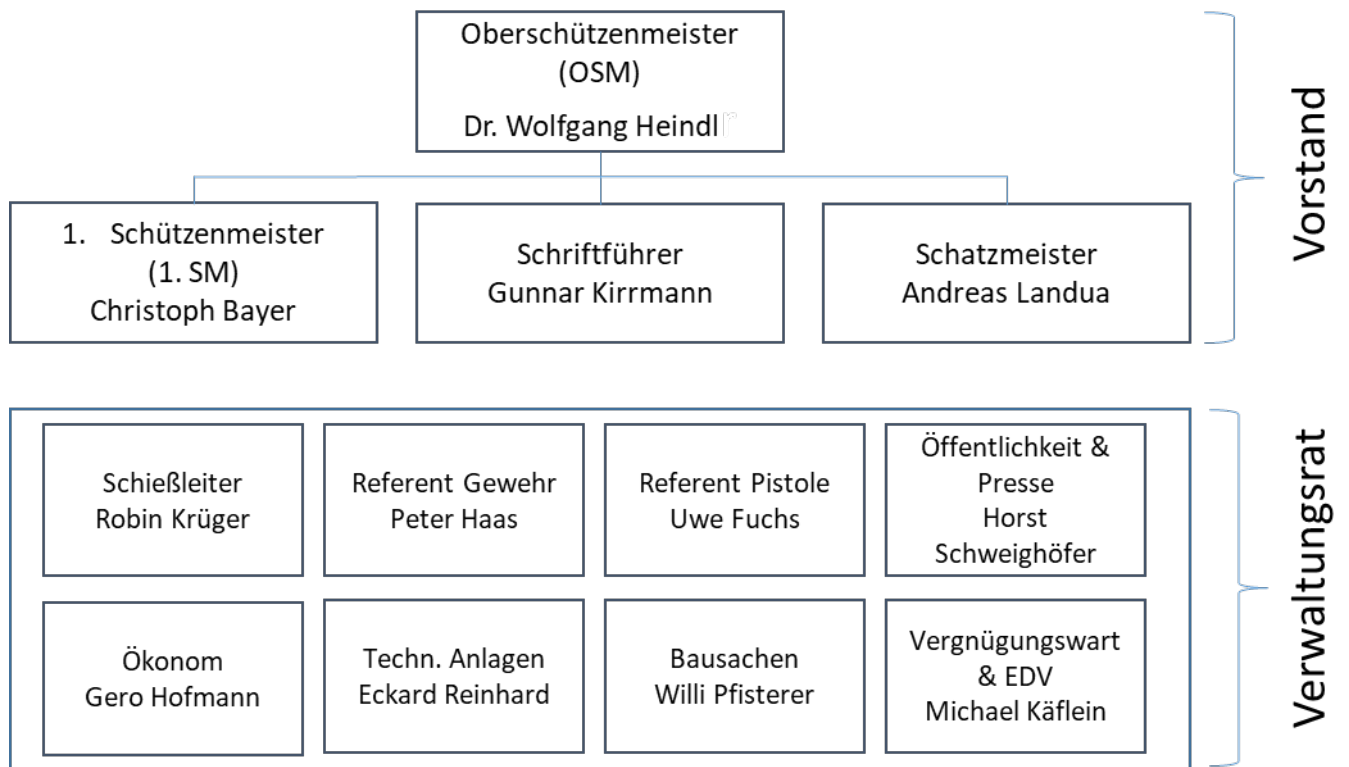 Oberschützenmeister
(OSM)
Dr. Wolfgang Heindl
1. Schützenmeister
(1. SM)
Christoph Bayer
Schriftführer
Gunnar Kirrmann
Schatzmeister
Andreas Landua
Vorstand
Schießleiter
Robin Krüger
Referent Gewehr
Peter Haas
Referent Pistole
Uwe Fuchs
Öffentlichkeit &
Presse
Horst
Schweighöfer
Ökonom
Gero Hofmann
Techn. Anlagen
Eckard Reinhard
Bausachen
Willi Pfisterer
Vergnügungswart
& EDV
Michael Käflein
Verwaltungsrat